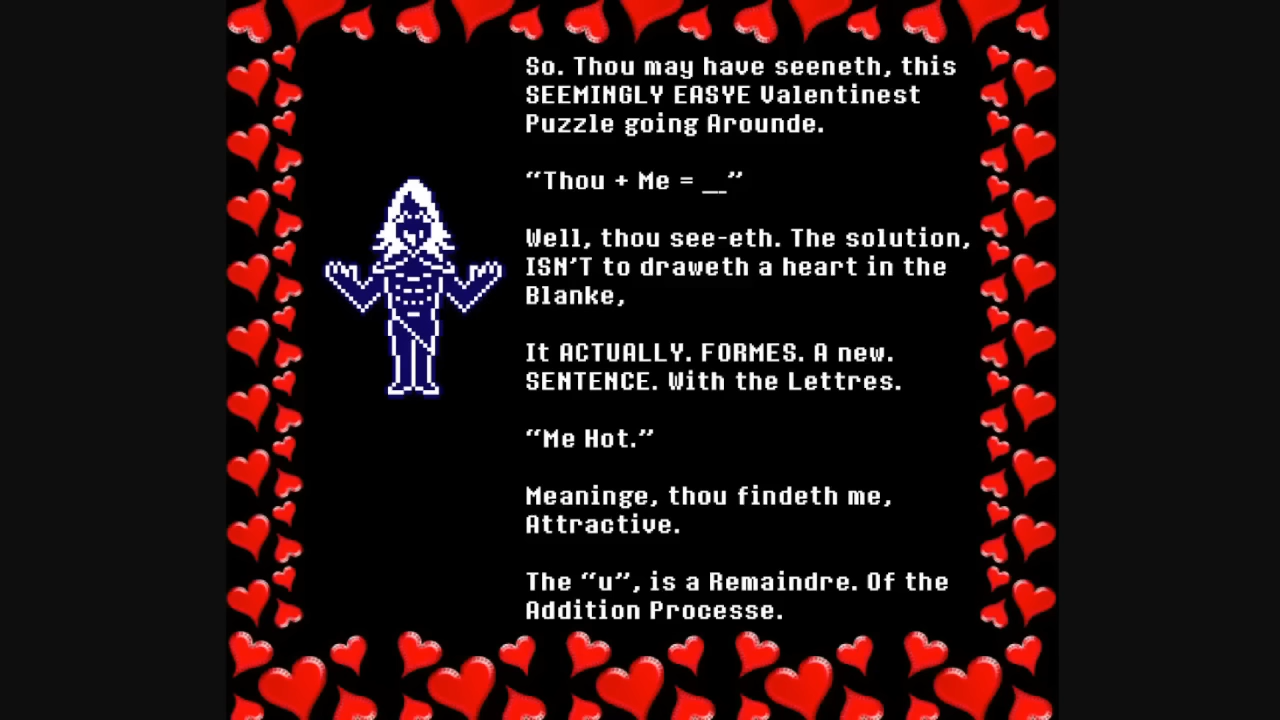 So. Thou may have seeneth, this
SEEMINGLY EASYE Valentinest
Puzzle going Arounde.
“Thou + Me = __”
Well, thou see-eth. The solution,
ISN'T to draweth a heart in the
Blanke,
It ACTUALLY. FORMES. A new.
SENTENCE. With the Lettres.
“Me Hot.”
Meaninge, thou findeth me,
Attractive.
The “u”, is a Remaindre. Of the
Addition Processe.